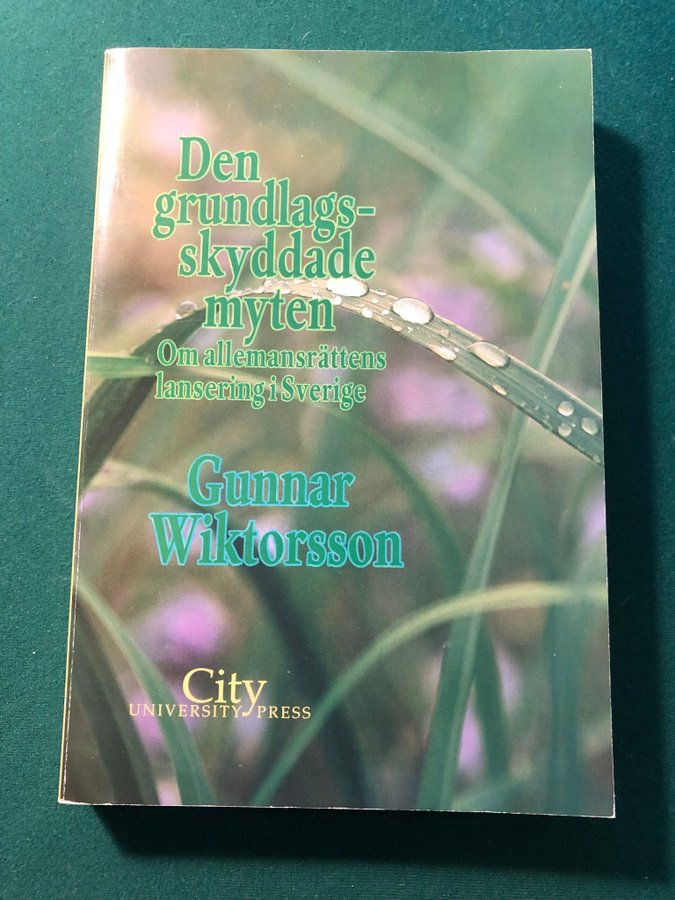 Den
grundlags-
skyddade
myten
Om allemansrättens
lansering i Sverige
Gunnar
Wiktorsson
City
UNIVERSITY PRESS